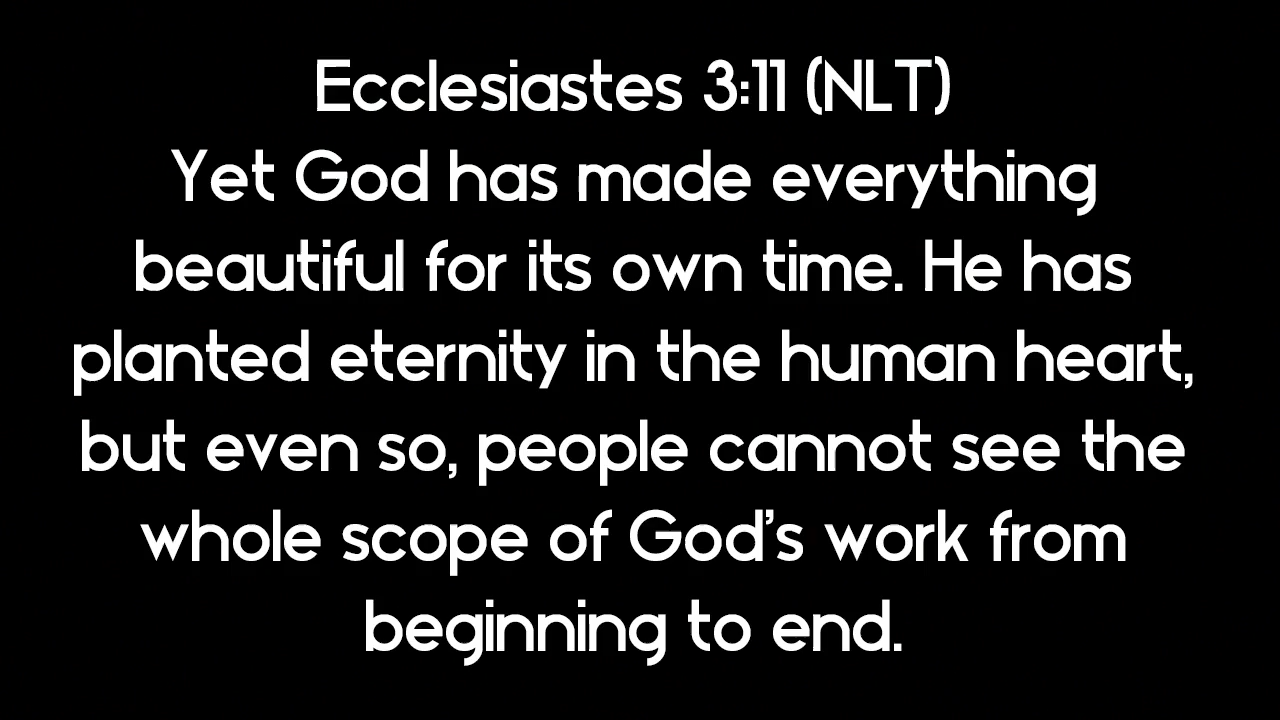 Ecclesiastes 3:11 (NLT)
Yet God has made everything
beautiful for its own time. He has
planted eternity in the human heart,
but even so, people cannot see the
whole scope of God's work from
beginning to end.